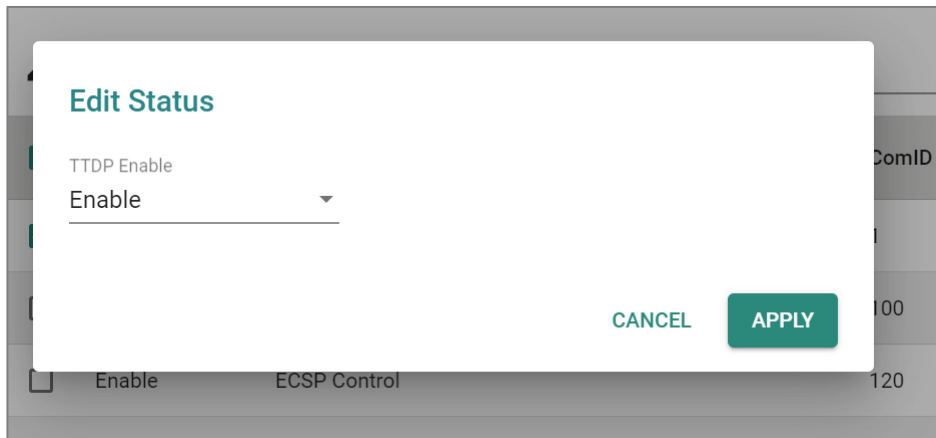 Edit Status
ComID
TTDP Enable
Enable
1
CANCEL
APPLY
100
Enable ECSP Control 120